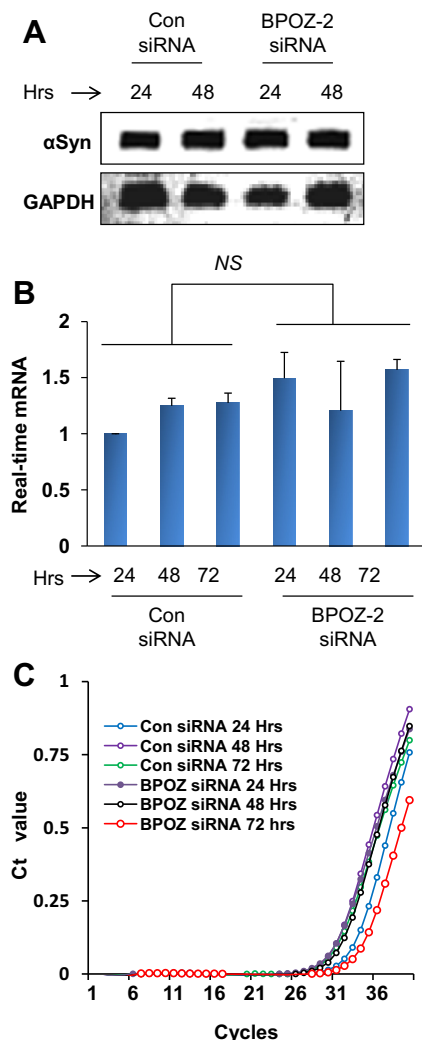 A
Con siRNA
BPOZ-2 siRNA
Hrs → 24 48 24 48
αSyn
GAPDH
B
NS
Real-time mRNA
2
1.5
1
0.5
0
Hrs → 24 48 72 24 48 72
Con siRNA
BPOZ-2 siRNA
C
Ct value
1
0.75
0.5
0.25
0
Con siRNA 24 Hrs
Con siRNA 48 Hrs
Con siRNA 72 Hrs
BPOZ siRNA 24 Hrs
BPOZ siRNA 48 Hrs
BPOZ siRNA 72 hrs
1 6 11 16 21 26 31 36
Cycles